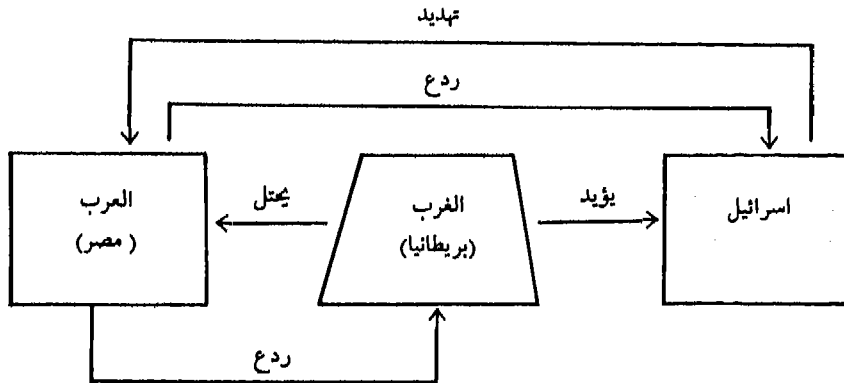 تهديد
ردع
العرب
(مصر)
يحتل
الغرب
(بريطانيا)
يؤيد
اسرائيل
ردع